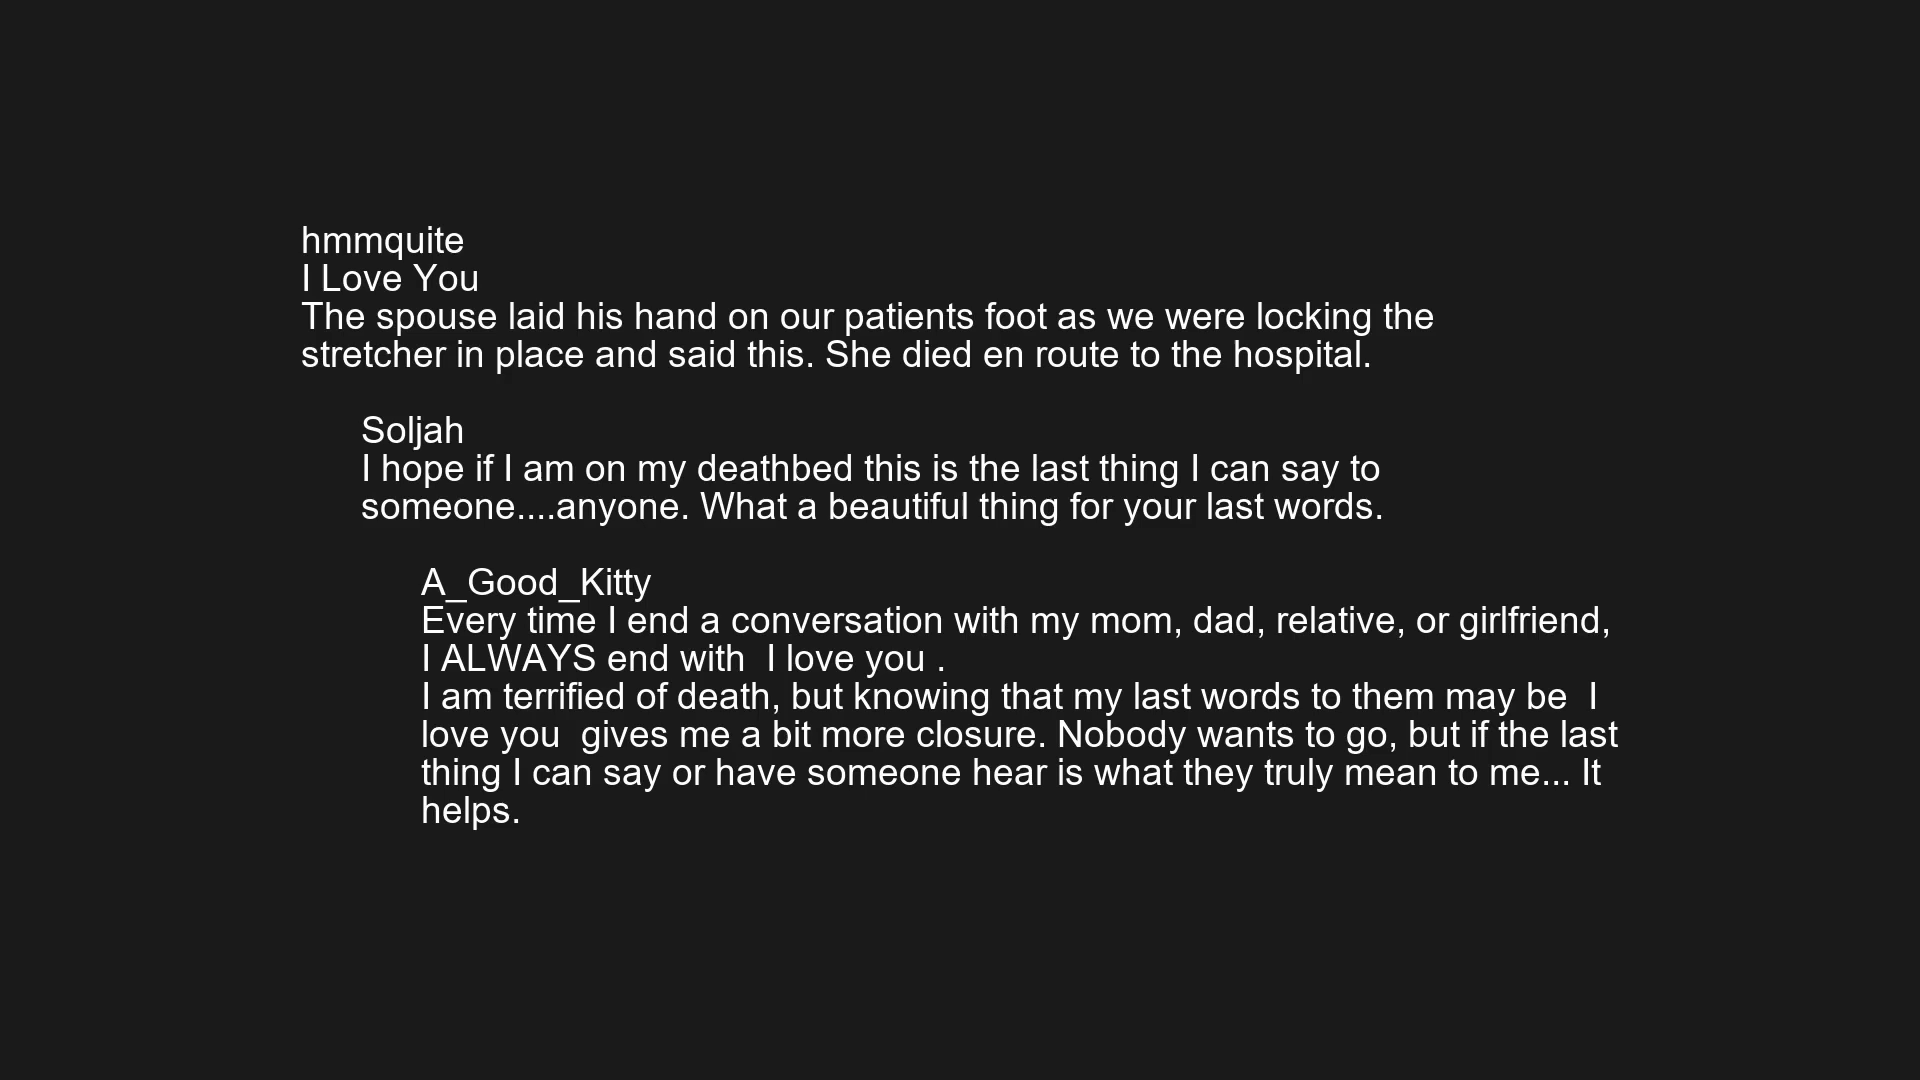 hmmquite
I Love You
The spouse laid his hand on our patients foot as we were locking the
stretcher in place and said this. She died en route to the hospital.
Soljah
I hope if I am on my deathbed this is the last thing I can say to
someone....anyone. What a beautiful thing for your last words.
A_Good_Kitty
Every time I end a conversation with my mom, dad, relative, or girlfriend,
I ALWAYS end with  I love you .
I am terrified of death, but knowing that my last words to them may be  I
love you  gives me a bit more closure. Nobody wants to go, but if the last
thing I can say or have someone hear is what they truly mean to me... It
helps.